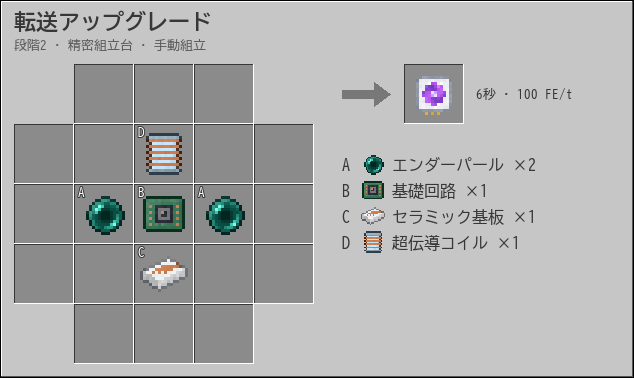 転送アップグレード
段階2 · 精密組立台 · 手動組立
6秒 · 100 FE/t
D
A エンダーパール ×2
A B A
B 基礎回路 ×1
C セラミック基板 ×1
D 超伝導コイル ×1
C